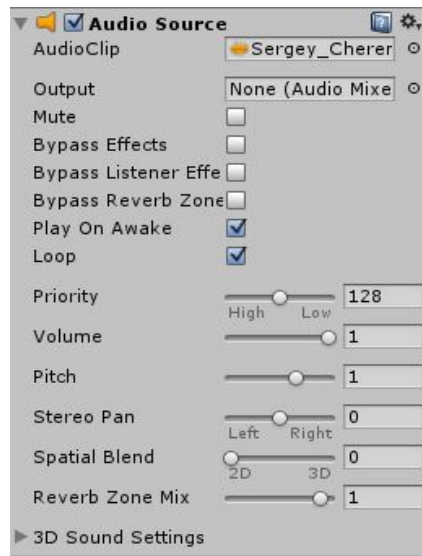 Audio Source
AudioClip Sergey_Cherer
Output None (Audio Mixe
Mute
Bypass Effects
Bypass Listener Effe
Bypass Reverb Zone
Play On Awake
Loop
Priority 128
High Low
Volume 1
Pitch 1
Stereo Pan 0
Left Right
Spatial Blend 0
2D 3D
Reverb Zone Mix 1
3D Sound Settings